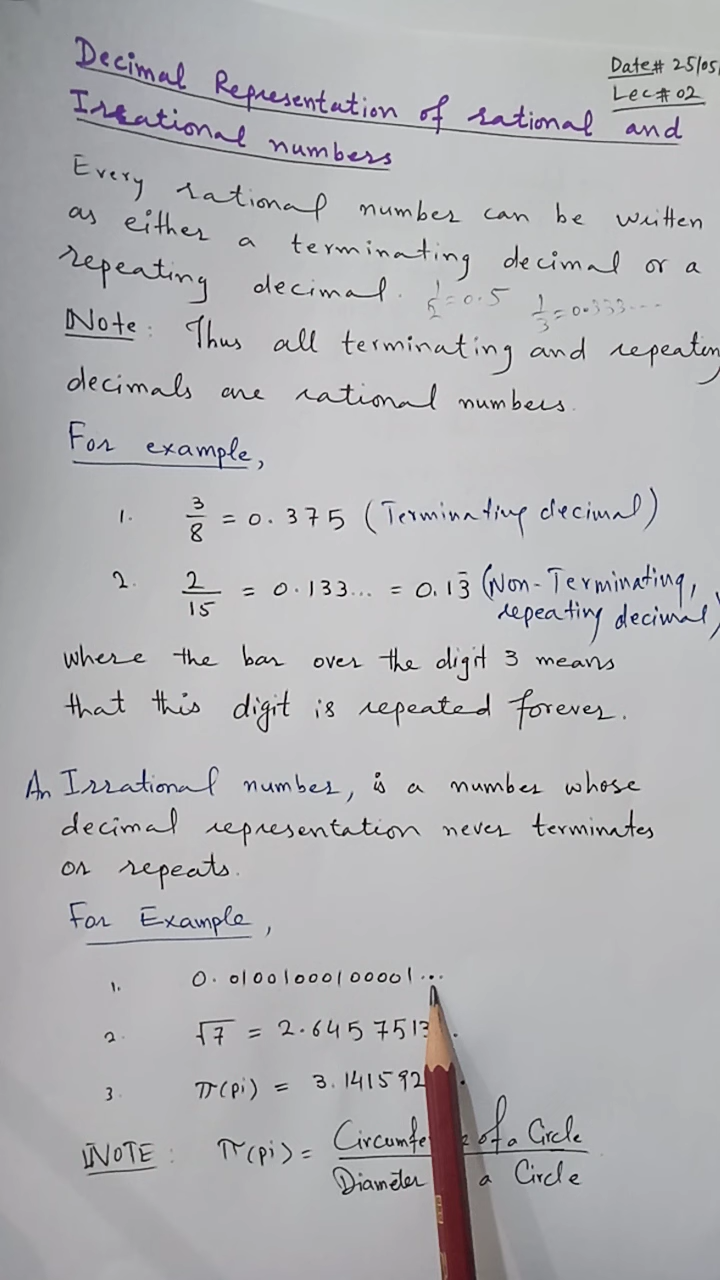 Date# 25/05
Lec# 02
Decimal Representation of rational and
Irrational numbers
Every rational number can be written
as either a terminating decimal or a
repeating decimal. 1/2 = 0.5 1/3 = 0.333...
Note: Thus all terminating and repeating
decimals are rational numbers.
For example,
1. 3/8 = 0.375 (Terminating decimal)
2. 2/15 = 0.133... = 0.13̄ (Non-Terminating,
repeating decimal)
where the bar over the digit 3 means
that this digit is repeated forever.
An Irrational number, is a number whose
decimal representation never terminates
or repeats.
For Example,
1. 0.01001000100001...
2. √7 = 2.6457513
3. π(pi) = 3.141592
NOTE: π(pi) = Circumfe of a Circle
Diameter a Circle